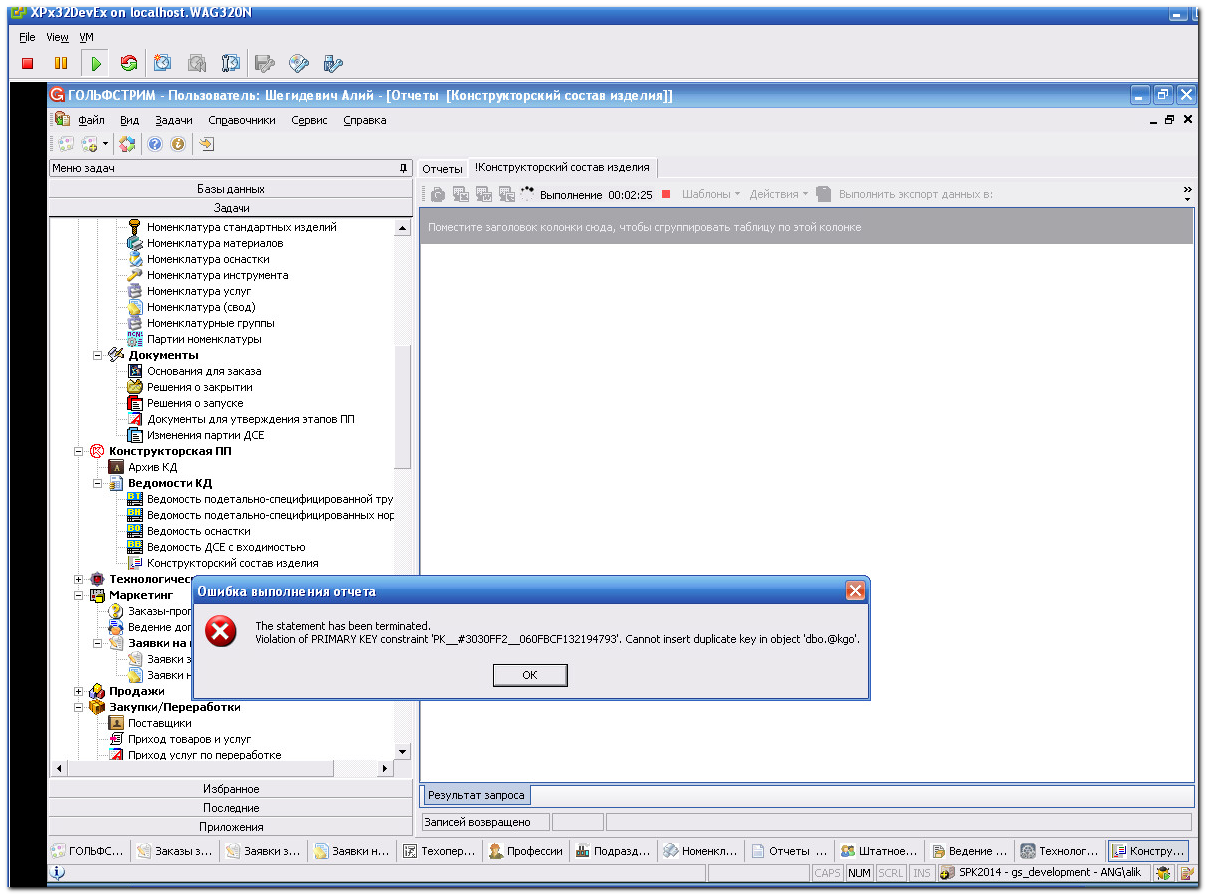 XPx32DevEx on localhost.WAG320N
File View VM
ГОЛЬФСТРИМ - Пользователь: Шегидевич Алий - [Отчеты [Конструкторский состав изделия]]
Файл Вид Задачи Справочники Сервис Справка
Меню задач
Базы данных
Задачи
Номенклатура стандартных изделий
Номенклатура материалов
Номенклатура оснастки
Номенклатура инструмента
Номенклатура услуг
Номенклатура (свод)
Номенклатурные группы
Партии номенклатуры
Документы
Основания для заказа
Решения о закрытии
Решения о запуске
Документы для утверждения этапов ПП
Изменения партии ДСЕ
Конструкторская ПП
Архив КД
Ведомости КД
Ведомость подетально-специфицированной тру
Ведомость подетально-специфицированных нор
Ведомость оснастки
Ведомость ДСЕ с входимостью
Конструкторский состав изделия
Технологичес
Маркетинг
Заказы-прог
Ведение дог
Заявки на
Заявки з
Заявки н
Продажи
Закупки/Переработки
Поставщики
Приход товаров и услуг
Приход услуг по переработке
Избранное
Последние
Приложения
Отчеты !Конструкторский состав изделия
Выполнение 00:02:25 Шаблоны Действия Выполнить экспорт данных в:
Поместите заголовок колонки сюда, чтобы сгруппировать таблицу по этой колонке
Ошибка выполнения отчета
The statement has been terminated.
Violation of PRIMARY KEY constraint 'PK__#3030FF2__060FBCF132194793'. Cannot insert duplicate key in object 'dbo.@kgo'.
OK
Результат запроса
Записей возвращено
ГОЛЬФС... Заказы з... Заявки з... Заявки н... Техопер... Профессии Подразд... Номенкл... Отчеты ... Штатное... Ведение ... Технолог... Констру...
CAPS NUM SCRL INS SPK2014 - gs_development - ANG\alik